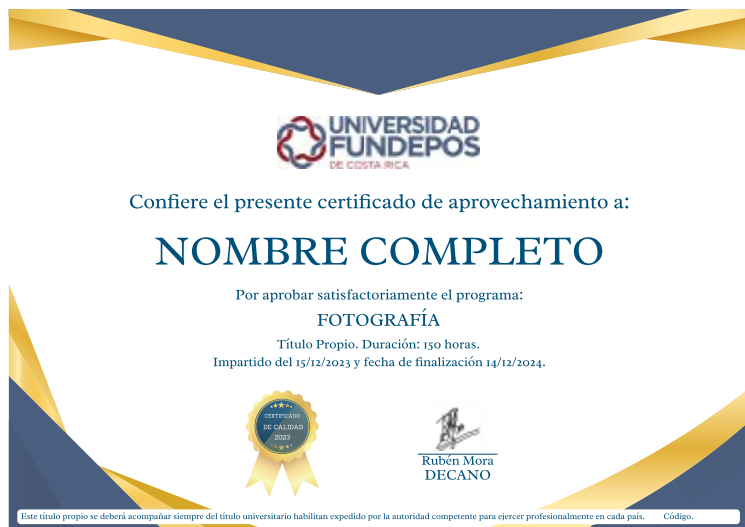 UNIVERSIDAD
FUNDEPOS
DE COSTA RICA
Confiere el presente certificado de aprovechamiento a:
NOMBRE COMPLETO
Por aprobar satisfactoriamente el programa:
FOTOGRAFÍA
Título Propio. Duración: 150 horas.
Impartido del 15/12/2023 y fecha de finalización 14/12/2024.
CERTIFICADO
DE CALIDAD
2023
Rubén Mora
DECANO
Este título propio se deberá acompañar siempre del título universitario habilitan expedido por la autoridad competente para ejercer profesionalmente en cada país. Código.